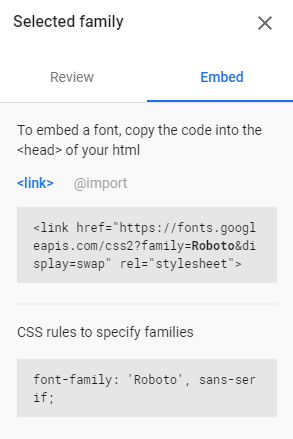 Selected family
Review
Embed
To embed a font, copy the code into the
<head> of your html
<link>
@import
<link href="https://fonts.googl
eapis.com/css2?family=Roboto&di
splay=swap" rel="stylesheet">
CSS rules to specify families
font-family: 'Roboto', sans-ser
if;